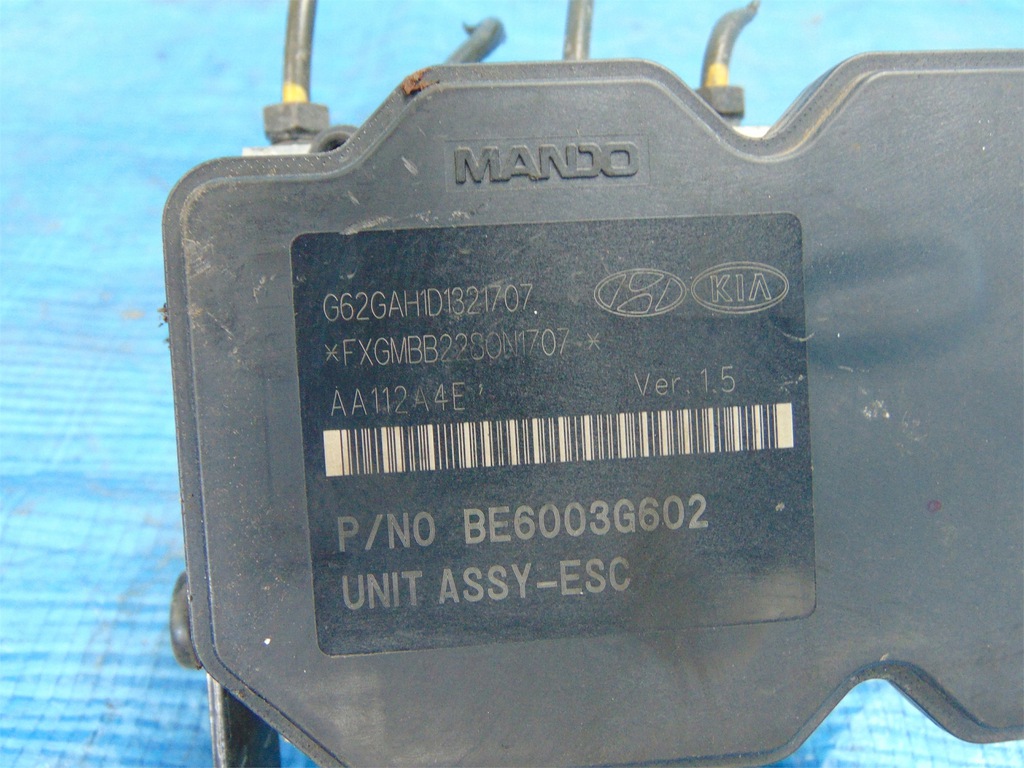 MANDO
G62GAH1D1321707
KIA
*FXGMBB22SON1707 *
AA112A4E'
Ver. 1.5
P/NO BE6003G602
UNIT ASSY-ESC